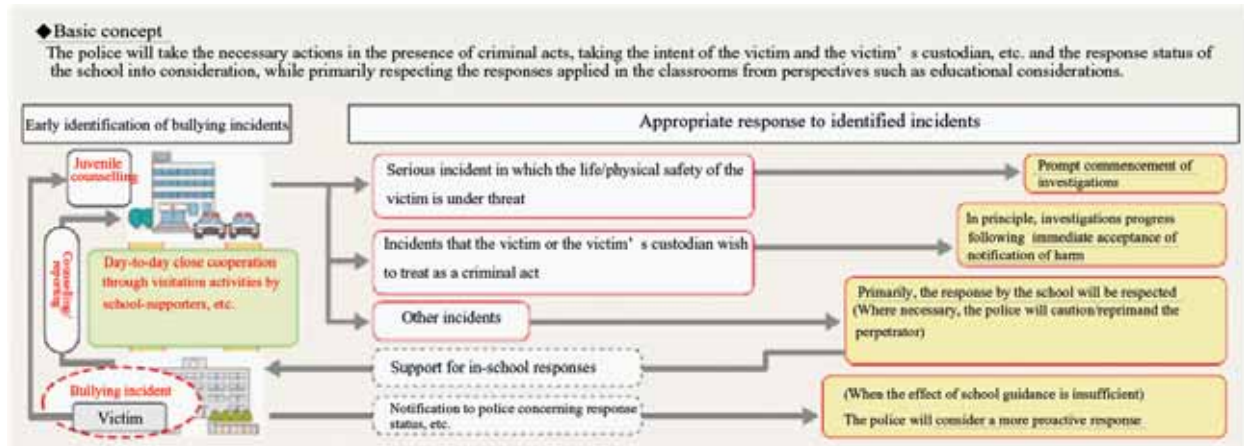 ◆Basic concept
The police will take the necessary actions in the presence of criminal acts, taking the intent of the victim and the victim’s custodian, etc. and the response status of
the school into consideration, while primarily respecting the responses applied in the classrooms from perspectives such as educational considerations.
Early identification of bullying incidents
Appropriate response to identified incidents
Juvenile
counselling
Counseling/
reporting
Day-to-day close cooperation
through visitation activities by
school-supporters, etc.
Bullying incident
Victim
Serious incident in which the life/physical safety of the
victim is under threat
Prompt commencement of
investigations
Incidents that the victim or the victim’s custodian wish
to treat as a criminal act
In principle, investigations progress
following immediate acceptance of
notification of harm
Other incidents
Primarily, the response by the school will be respected
(Where necessary, the police will caution/reprimand the
perpetrator)
Support for in-school responses
Notification to police concerning response
status, etc.
(When the effect of school guidance is insufficient)
The police will consider a more proactive response